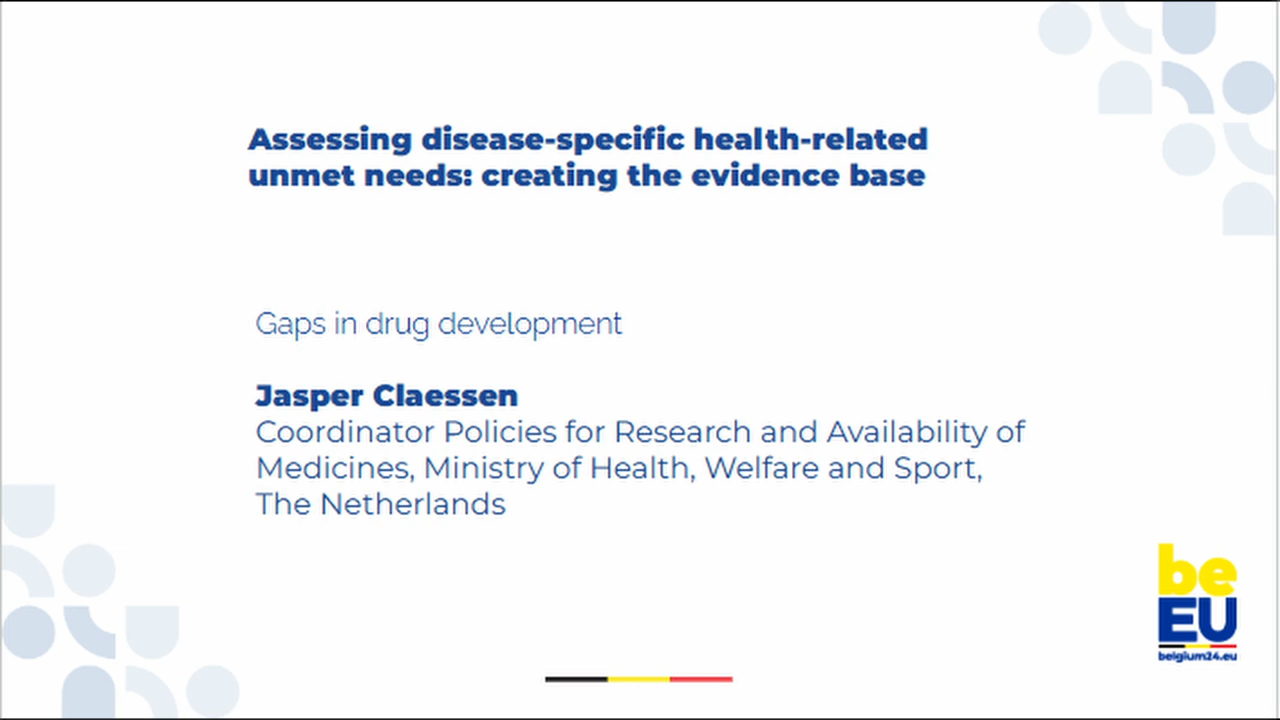 Assessing disease-specific health-related
unmet needs: creating the evidence base
Gaps in drug development
Jasper Claessen
Coordinator Policies for Research and Availability of
Medicines, Ministry of Health, Welfare and Sport,
The Netherlands
be
EU
belgium24.eu